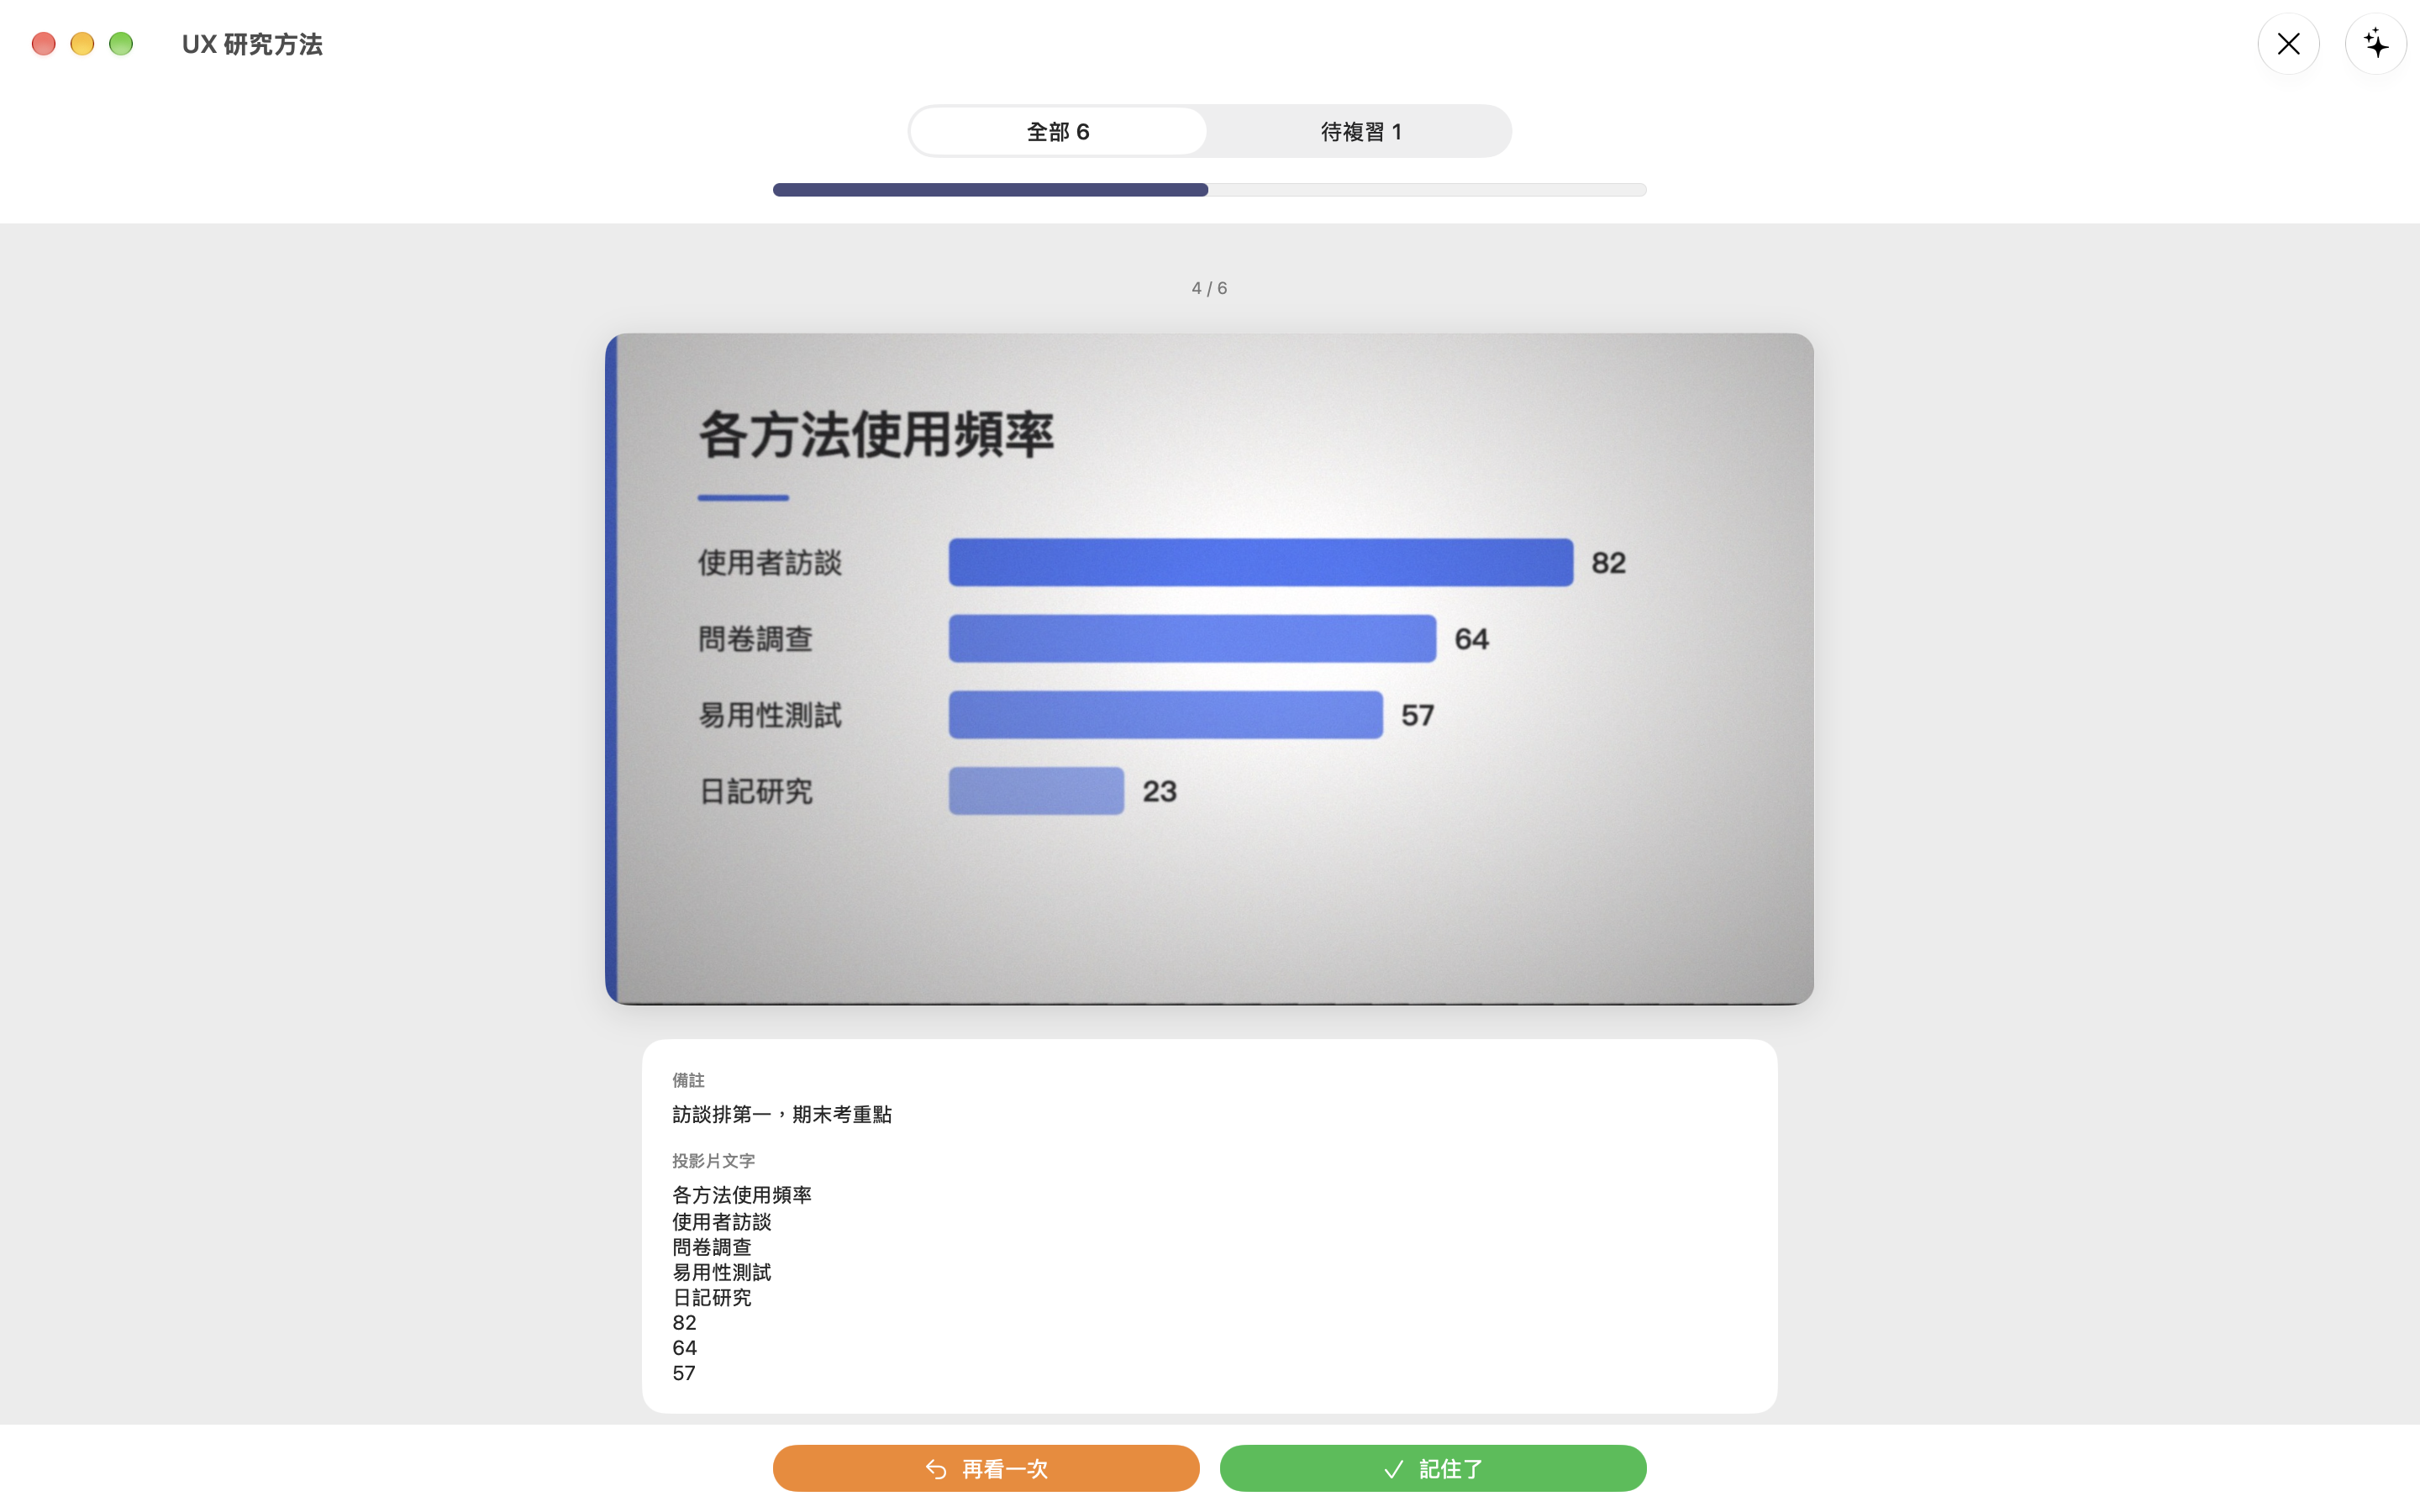 UX 研究方法
全部 6
待複習 1
4 / 6
各方法使用頻率
使用者訪談 82
問卷調查 64
易用性測試 57
日記研究 23
備註
訪談排第一，期末考重點
投影片文字
各方法使用頻率
使用者訪談
問卷調查
易用性測試
日記研究
82
64
57
再看一次
記住了